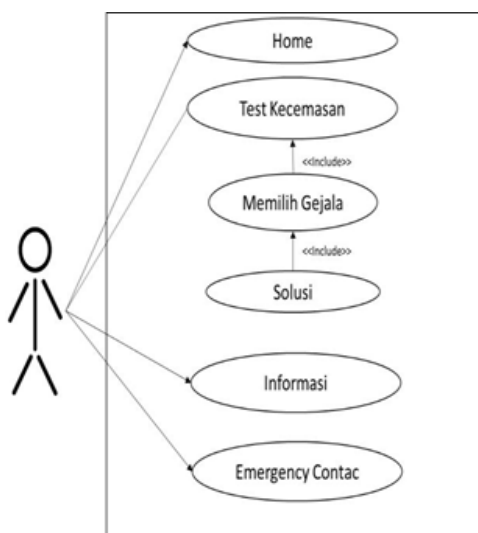 Home
Test Kecemasan
<<Include>>
Memilih Gejala
<<Include>>
Solusi
Informasi
Emergency Contac